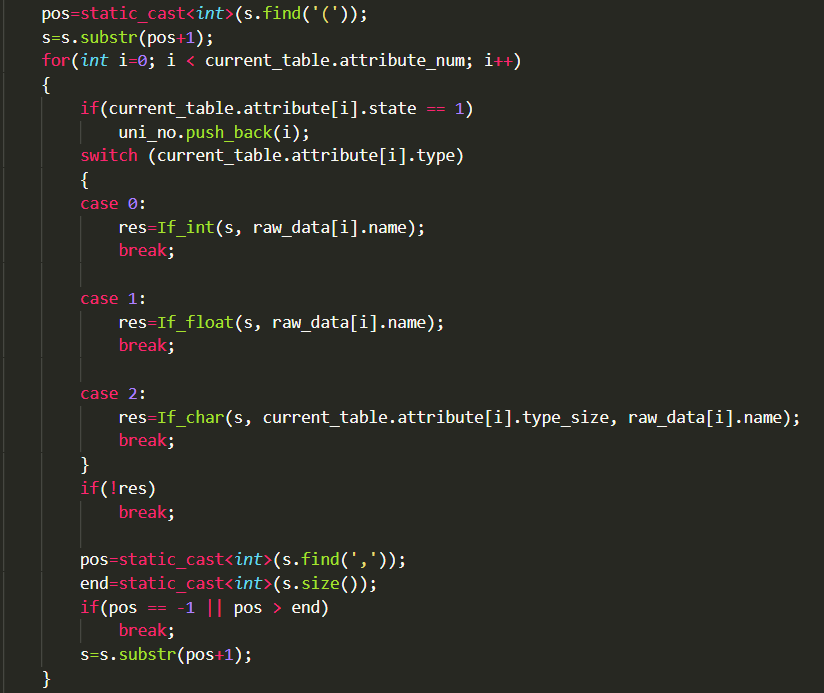 pos=static_cast<int>(s.find('('));
s=s.substr(pos+1);
for(int i=0; i < current_table.attribute_num; i++)
{
    if(current_table.attribute[i].state == 1)
        uni_no.push_back(i);
    switch (current_table.attribute[i].type)
    {
    case 0:
        res=If_int(s, raw_data[i].name);
        break;

    case 1:
        res=If_float(s, raw_data[i].name);
        break;

    case 2:
        res=If_char(s, current_table.attribute[i].type_size, raw_data[i].name);
        break;
    }
    if(!res)
        break;

    pos=static_cast<int>(s.find(','));
    end=static_cast<int>(s.size());
    if(pos == -1 || pos > end)
        break;
    s=s.substr(pos+1);
}